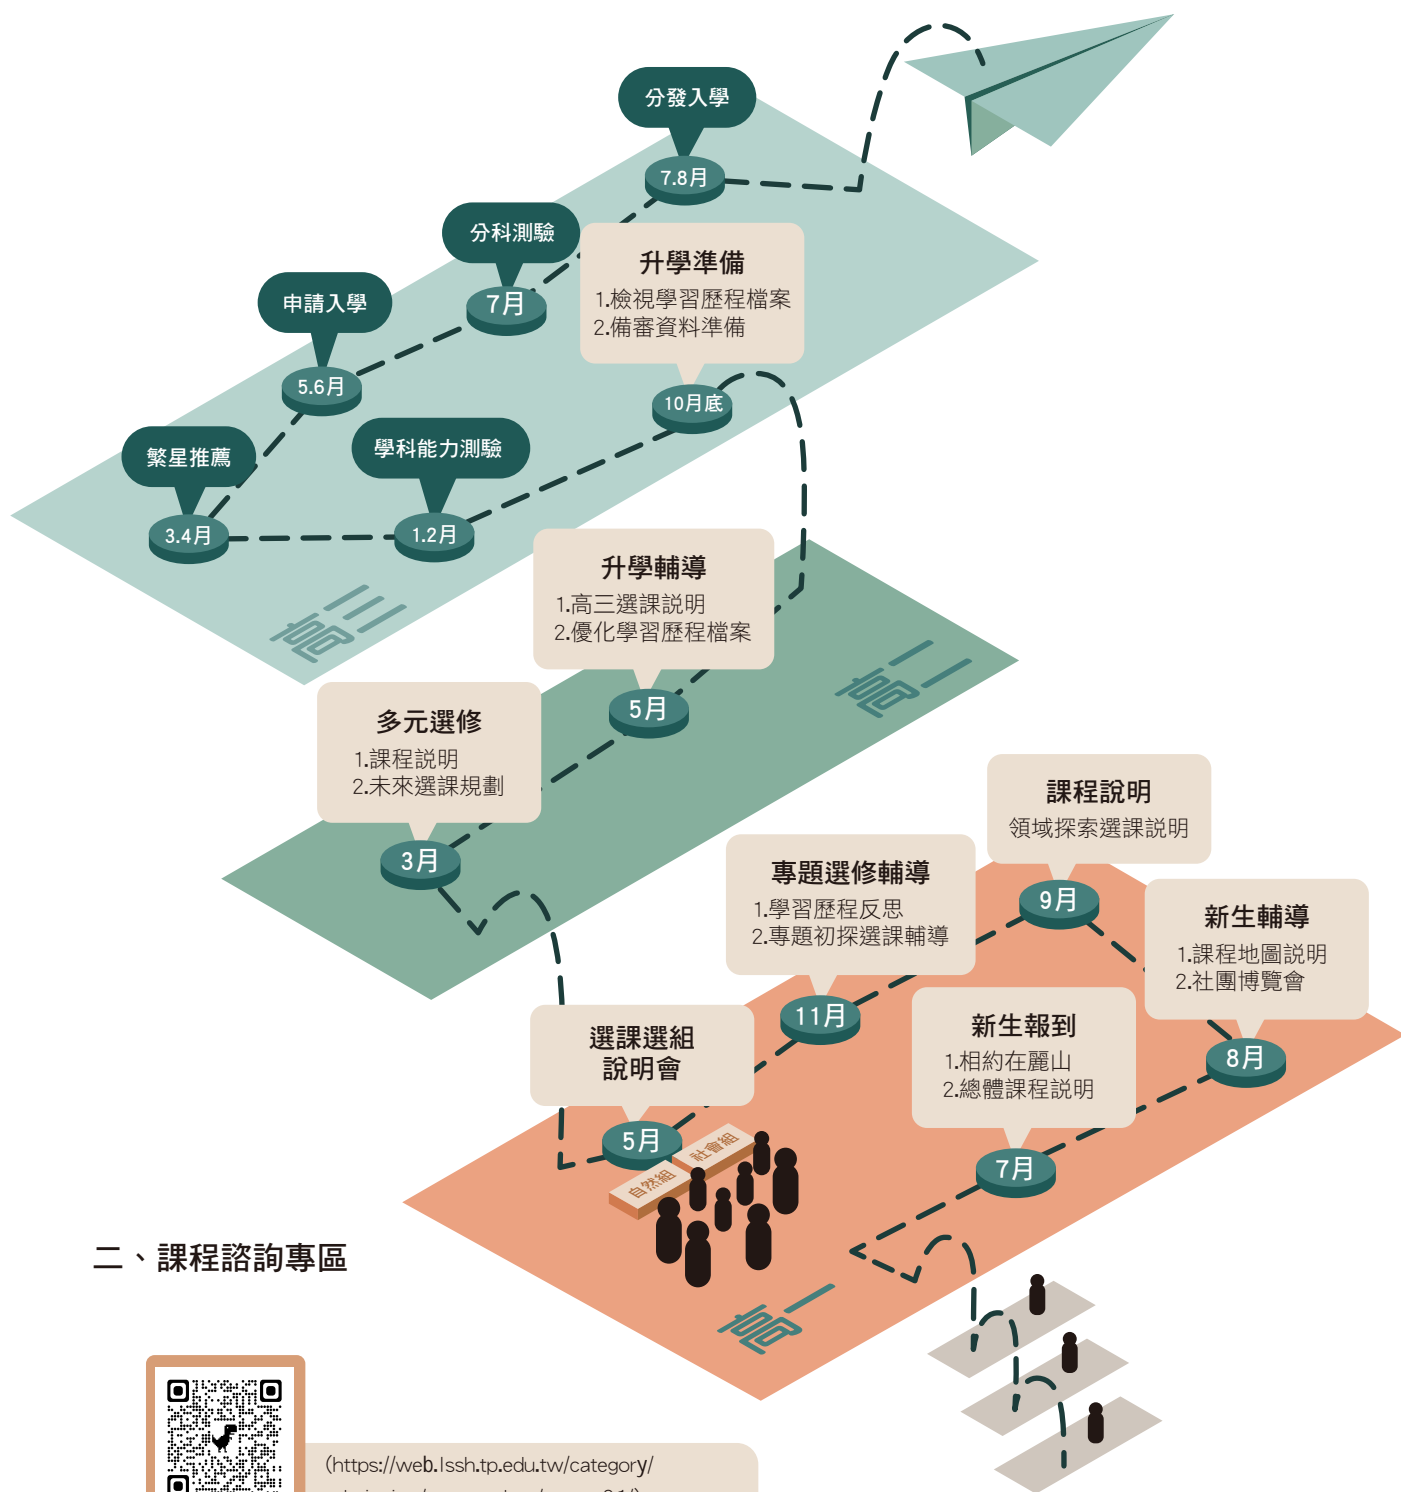 分發入學
7.8月
分科測驗
7月
升學準備
1.檢視學習歷程檔案
2.備審資料準備
申請入學
5.6月
10月底
繁星推薦
學科能力測驗
3.4月
1.2月
高三
升學輔導
1.高三選課說明
2.優化學習歷程檔案
5月
高二
多元選修
1.課程說明
2.未來選課規劃
3月
課程說明
領域探索選課說明
9月
專題選修輔導
1.學習歷程反思
2.專題初探選課輔導
11月
新生輔導
1.課程地圖說明
2.社團博覽會
8月
新生報到
1.相約在麗山
2.總體課程說明
7月
選課選組
說明會
5月
社會組
自然組
高一
二、課程諮詢專區
(https://web.lssh.tp.edu.tw/category/